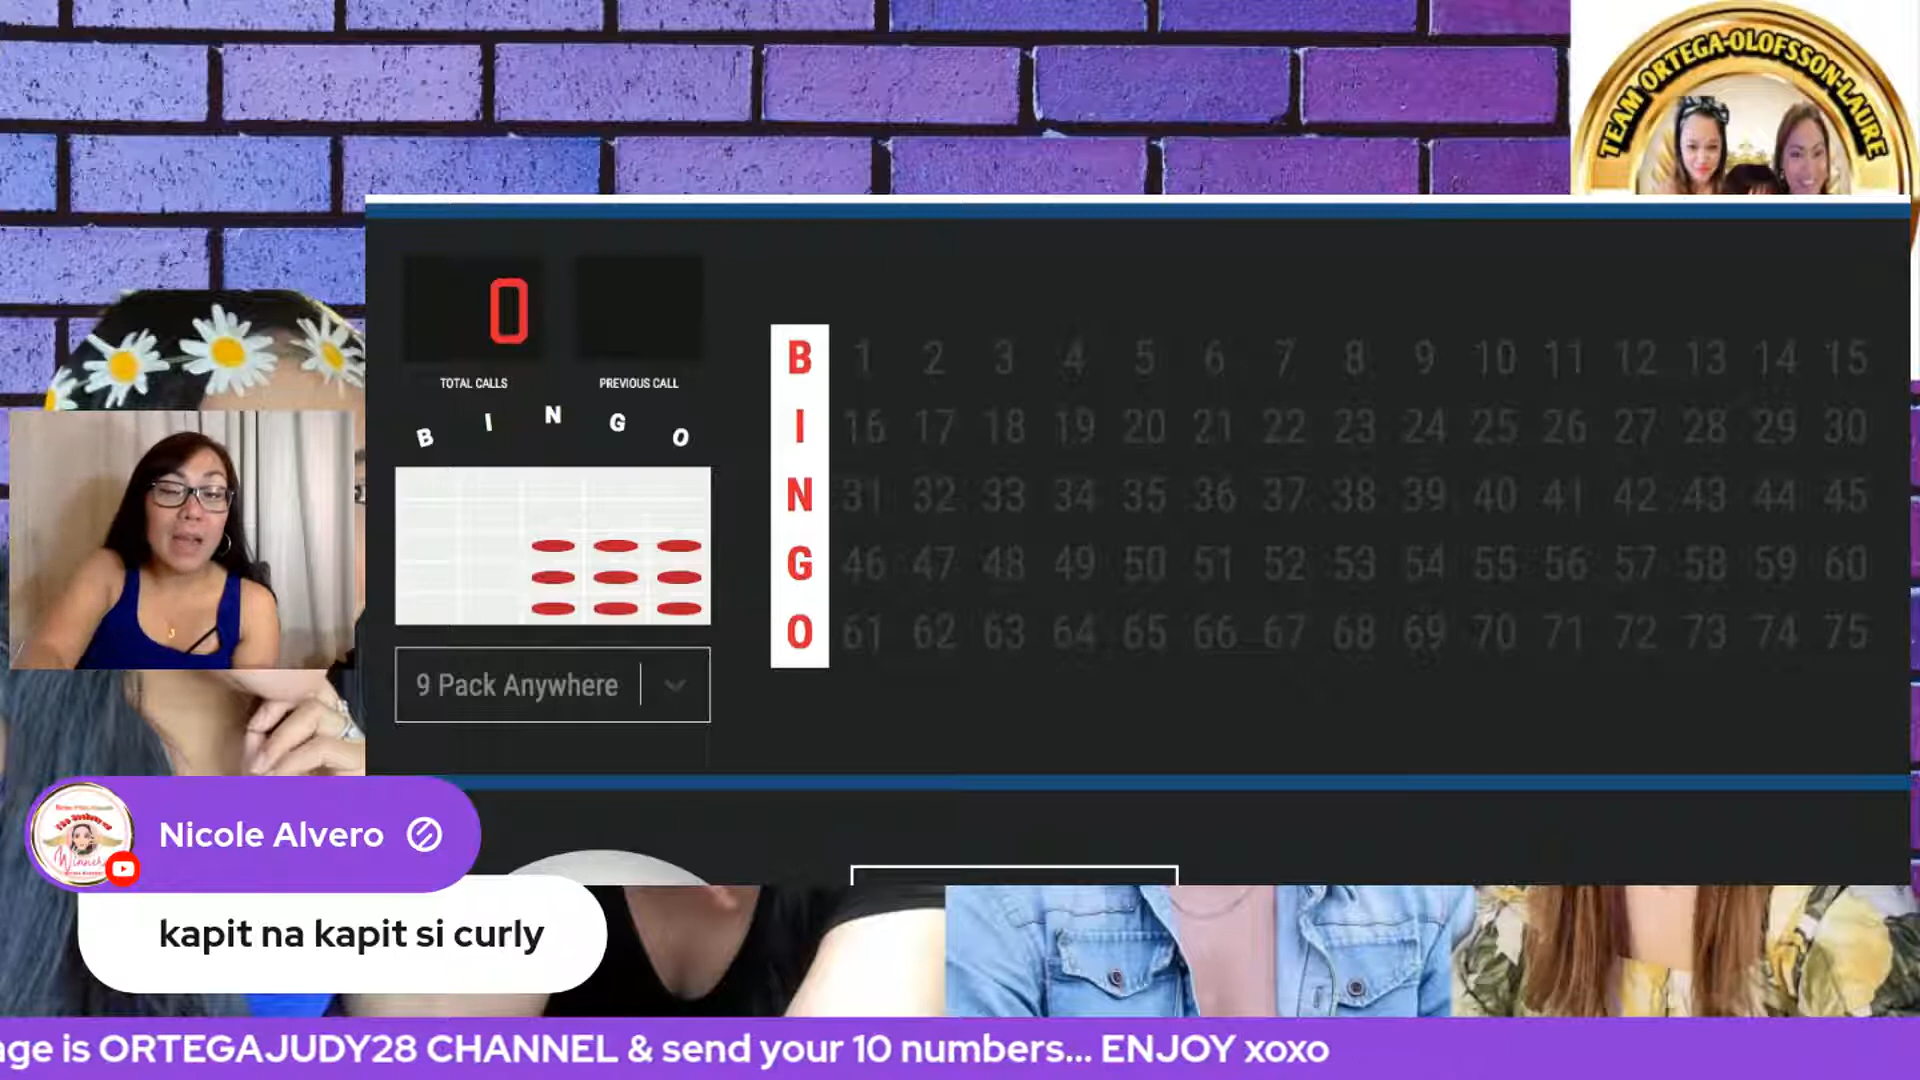 TEAM ORTEGA-OLOFSSON-LAURE
0
TOTAL CALLS
PREVIOUS CALL
B I N G O
9 Pack Anywhere
B 1 2 3 4 5 6 7 8 9 10 11 12 13 14 15
I 16 17 18 19 20 21 22 23 24 25 26 27 28 29 30
N 31 32 33 34 35 36 37 38 39 40 41 42 43 44 45
G 46 47 48 49 50 51 52 53 54 55 56 57 58 59 60
O 61 62 63 64 65 66 67 68 69 70 71 72 73 74 75
Winner
Nicole Alvero
kapit na kapit si curly
is ORTEGAJUDY28 CHANNEL & send your 10 numbers... ENJOY xoxo